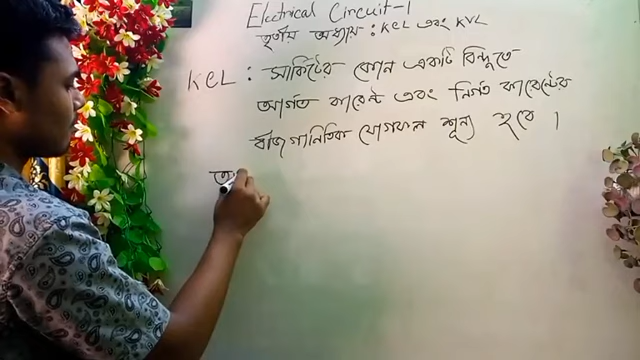 Electrical Circuit-1
তৃতীয় অধ্যায় : KCL এবং KVL
KCL : সার্কিটের কোন একটি বিন্দুতে
আগত কারেন্ট এবং নির্গত কারেন্টের
বীজগানিতিক যোগফল শূন্য হবে ।